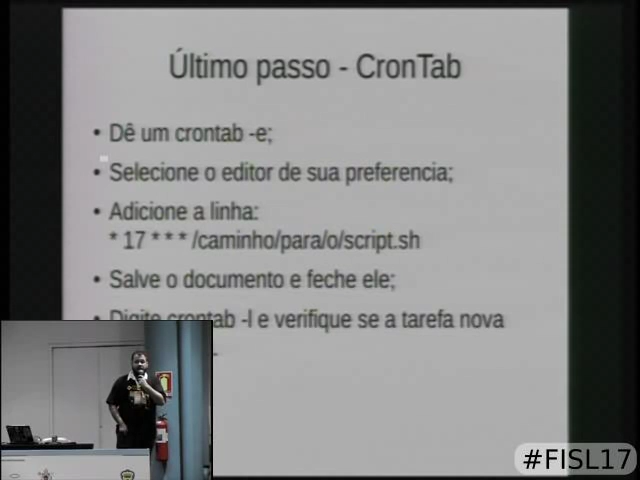 Último passo - CronTab
• Dê um crontab -e;
• Selecione o editor de sua preferencia;
• Adicione a linha:
* 17 * * * /caminho/para/o/script.sh
• Salve o documento e feche ele;
• Digite crontab -l e verifique se a tarefa nova
#FISL17